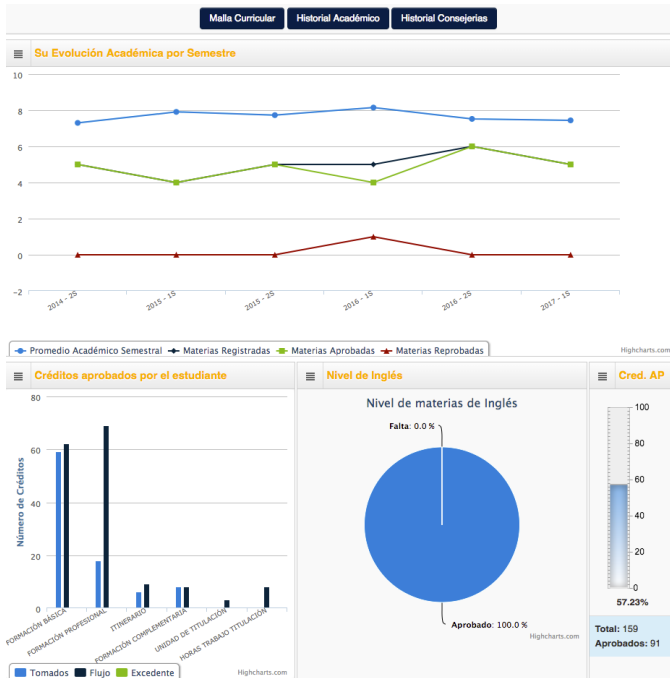 Malla Curricular Historial Académico Historial Consejerias
Su Evolución Académica por Semestre
10
8
6
4
2
0
−2
2014 - 2S 2015 - 1S 2015 - 2S 2016 - 1S 2016 - 2S 2017 - 1S
Promedio Académico Semestral Materias Registradas Materias Aprobadas Materias Reprobadas
Highcharts.com
Créditos aprobados por el estudiante
Número de Créditos
80
60
40
20
0
FORMACIÓN BÁSICA
FORMACIÓN PROFESIONAL
ITINERARIO
FORMACIÓN COMPLEMENTARIA
UNIDAD DE TITULACIÓN
HORAS TRABAJO TITULACIÓN
Tomados Flujo Excedente
Highcharts.com
Nivel de Inglés
Nivel de materias de Inglés
Falta: 0.0 %
Aprobado: 100.0 %
Highcharts.com
Cred. AP
100
80
60
40
20
0
57.23%
Total: 159
Aprobados: 91